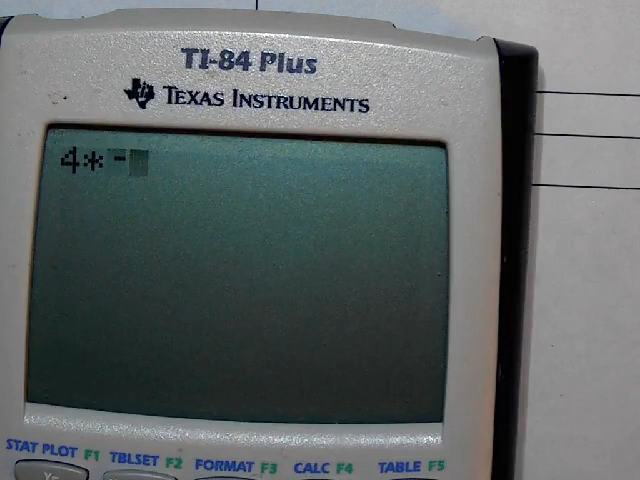 TI-84 Plus
TEXAS INSTRUMENTS
4*-
STAT PLOT F1 TBLSET F2 FORMAT F3 CALC F4 TABLE F5